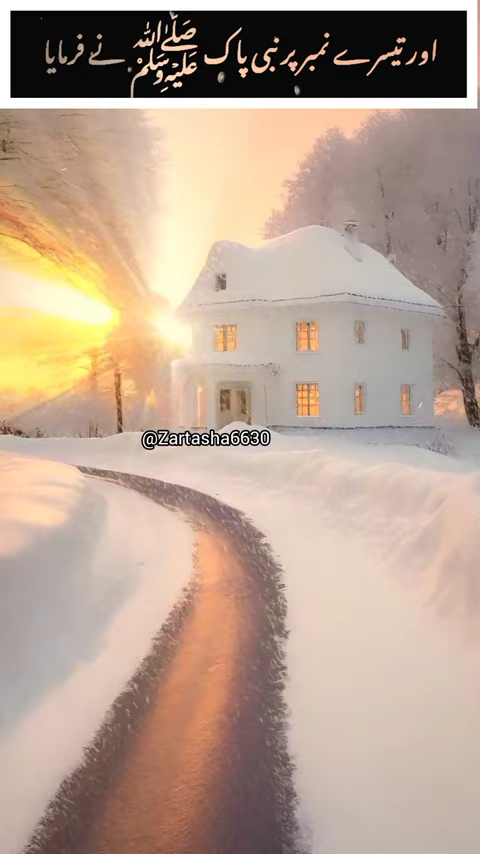 اور تیسرے نمبر پر نبی پاک صلی اللہ علیہ وسلم نے فرمایا
@Zartasha6630